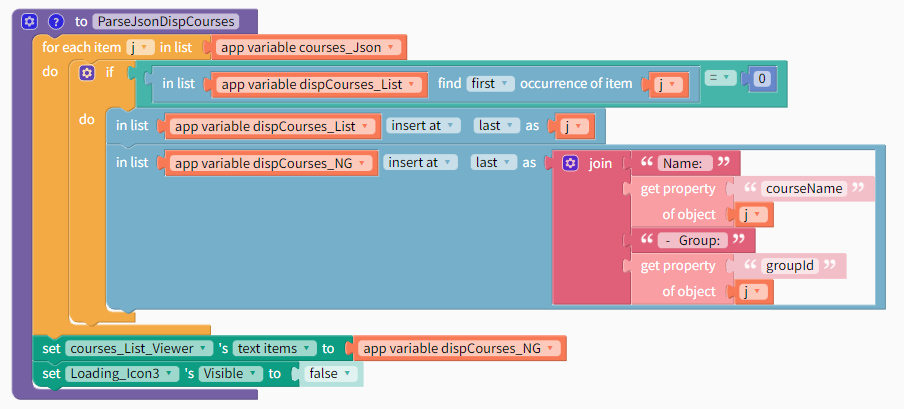 ? to ParseJsonDispCourses
for each item j in list app variable courses_Json
do if in list app variable dispCourses_List find first occurrence of item j = 0
do in list app variable dispCourses_List insert at last as j
in list app variable dispCourses_NG insert at last as join “ Name: ”
get property “ courseName ”
of object j
“ - Group: ”
get property “ groupId ”
of object j
set courses_List_Viewer 's text items to app variable dispCourses_NG
set Loading_Icon3 's Visible to false